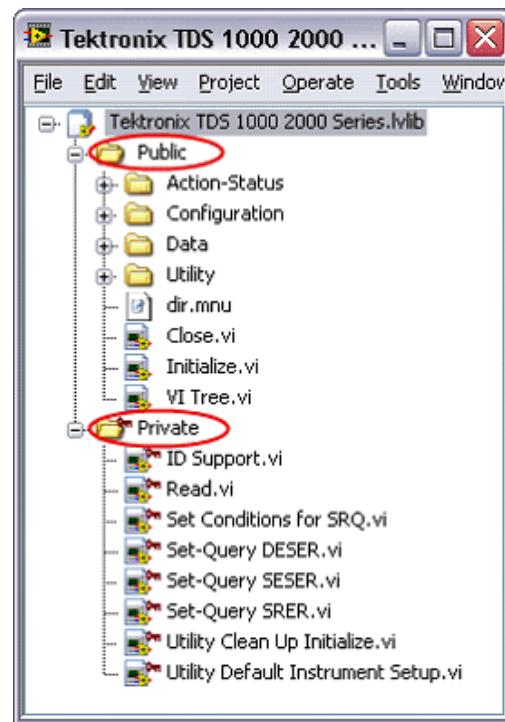 Tektronix TDS 1000 2000 ...
File Edit View Project Operate Tools Window
Tektronix TDS 1000 2000 Series.lvlib
Public
Action-Status
Configuration
Data
Utility
dir.mnu
Close.vi
Initialize.vi
VI Tree.vi
Private
ID Support.vi
Read.vi
Set Conditions for SRQ.vi
Set-Query DESER.vi
Set-Query SESER.vi
Set-Query SRER.vi
Utility Clean Up Initialize.vi
Utility Default Instrument Setup.vi